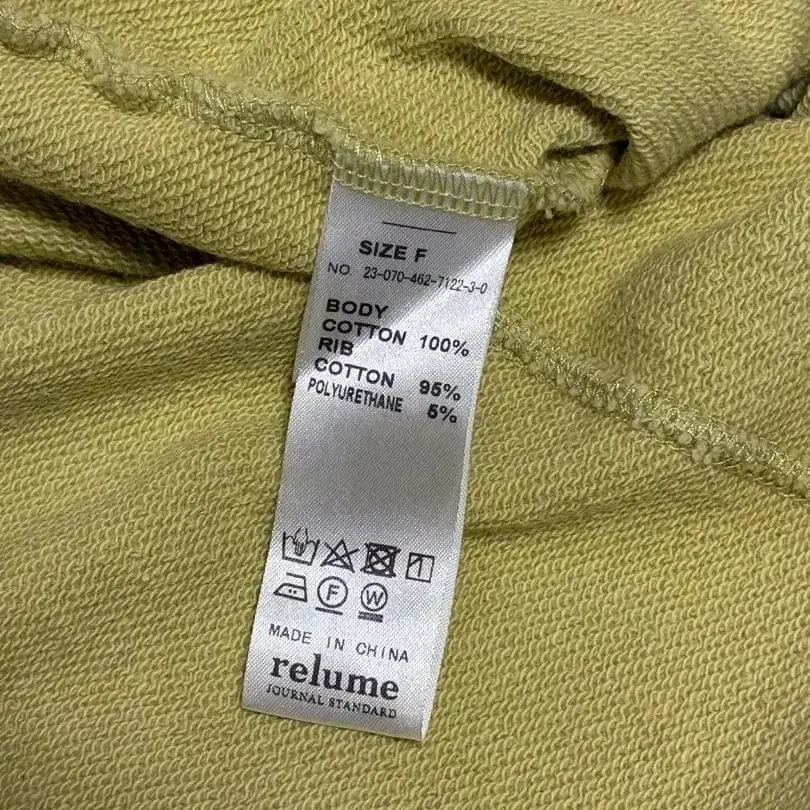 SIZE F
NO. 23-070-462-7122-3-0
BODY
COTTON 100%
RIB
COTTON 95%
POLYURETHANE 5%
F
W
MADE IN CHINA
relume
JOURNAL STANDARD